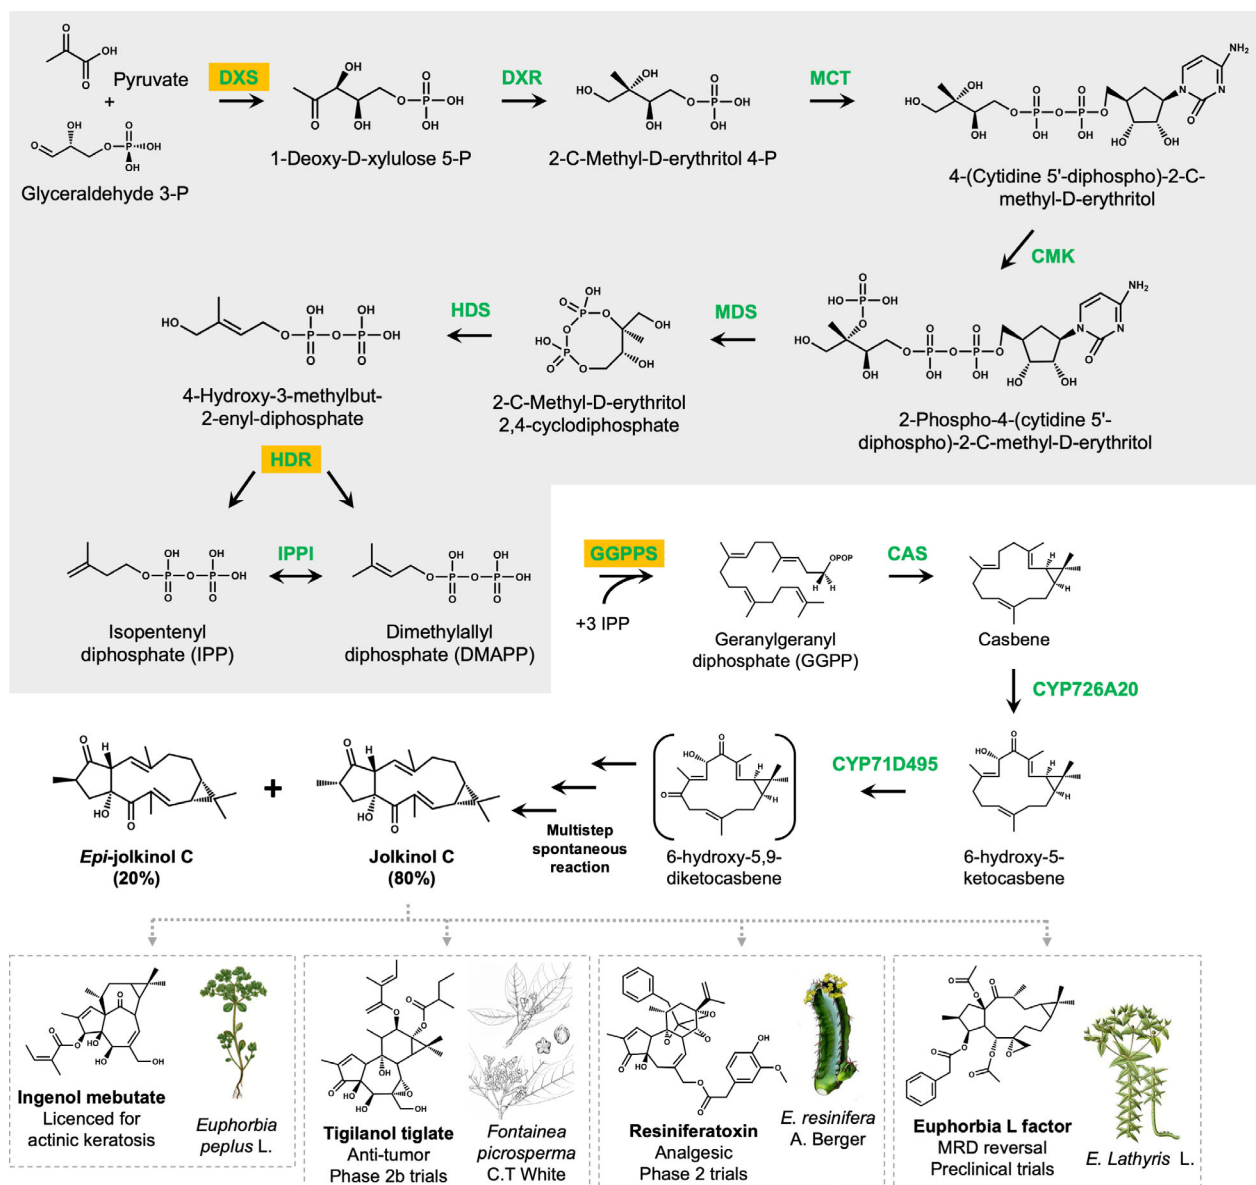 Pyruvate
+
Glyceraldehyde 3-P
DXS
1-Deoxy-D-xylulose 5-P
DXR
2-C-Methyl-D-erythritol 4-P
MCT
4-(Cytidine 5'-diphospho)-2-C-
methyl-D-erythritol
CMK
2-Phospho-4-(cytidine 5'-
diphospho)-2-C-methyl-D-erythritol
MDS
2-C-Methyl-D-erythritol
2,4-cyclodiphosphate
HDS
4-Hydroxy-3-methylbut-
2-enyl-diphosphate
HDR
Isopentenyl
diphosphate (IPP)
IPPI
Dimethylallyl
diphosphate (DMAPP)
GGPPS
+3 IPP
OPOP
H H
Geranylgeranyl
diphosphate (GGPP)
CAS
Casbene
CYP726A20
6-hydroxy-5-
ketocasbene
CYP71D495
6-hydroxy-5,9-
diketocasbene
Multistep
spontaneous
reaction
Jolkinol C
(80%)
+
Epi-jolkinol C
(20%)
Ingenol mebutate
Licenced for
actinic keratosis
Euphorbia
peplus L.
Tigilanol tiglate
Anti-tumor
Phase 2b trials
Fontainea
picrosperma
C.T White
Resiniferatoxin
Analgesic
Phase 2 trials
E. resinifera
A. Berger
Euphorbia L factor
MRD reversal
Preclinical trials
E. Lathyris L.